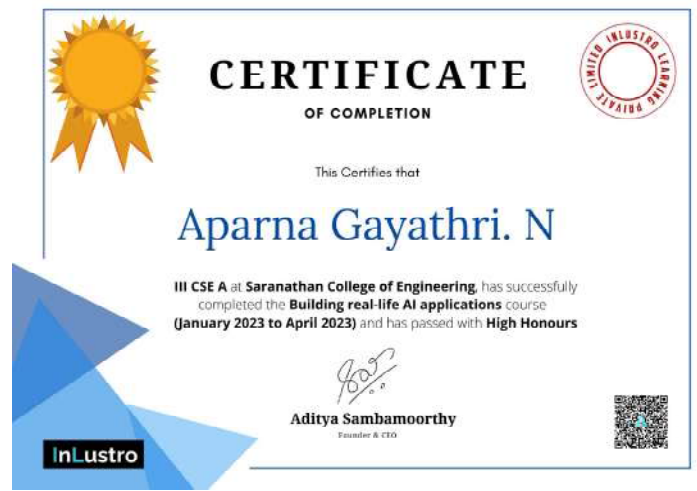 CERTIFICATE
OF COMPLETION
INLUSTRO LEARNING PRIVATE LIMITED
This Certifies that
Aparna Gayathri. N
III CSE A at Saranathan College of Engineering, has successfully
completed the Building real-life AI applications course
(January 2023 to April 2023) and has passed with High Honours
Aditya Sambamoorthy
Founder & CEO
InLustro